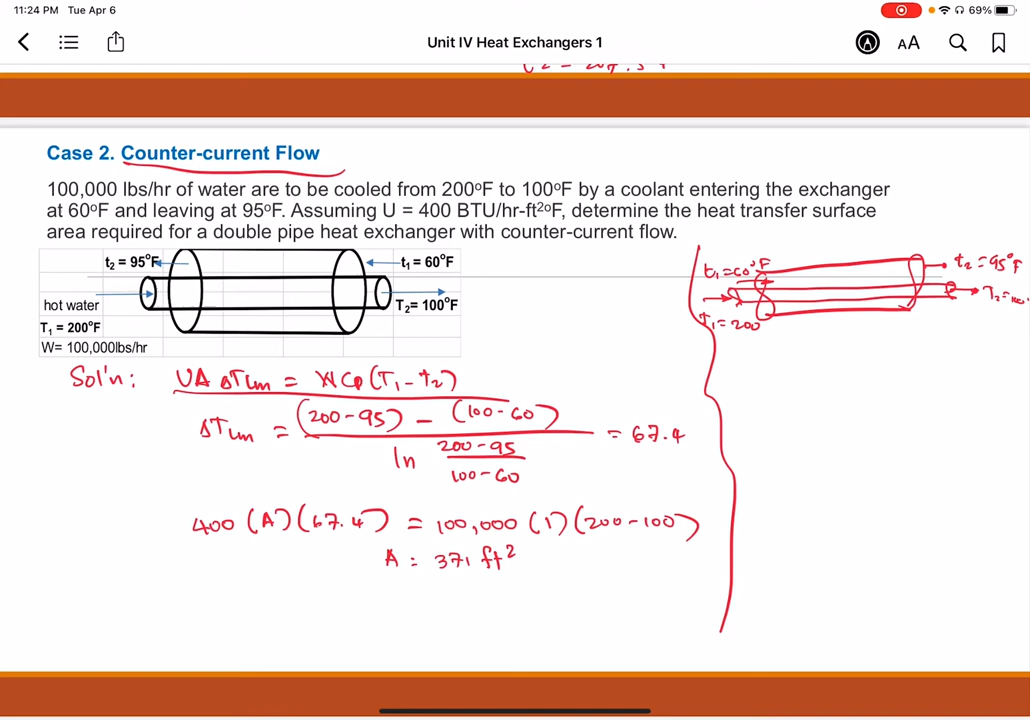 11:24 PM Tue Apr 6
69%
Unit IV Heat Exchangers 1
AA
Case 2. Counter-current Flow
100,000 lbs/hr of water are to be cooled from 200°F to 100°F by a coolant entering the exchanger
at 60°F and leaving at 95°F. Assuming U = 400 BTU/hr-ft²°F, determine the heat transfer surface
area required for a double pipe heat exchanger with counter-current flow.
t₂ = 95°F
t₁ = 60°F
hot water
T₂= 100°F
T₁ = 200°F
W= 100,000lbs/hr
t₁=60°F
t₂=95°F
T₁=200
Sol'n: UA ΔTLm = WCp(T₁-t₂)
ΔTLm = (200-95) - (100-60) / ln 200-95 / 100-60 = 67.4
400 (A)(67.4) = 100,000 (1)(200-100)
A = 371 ft²